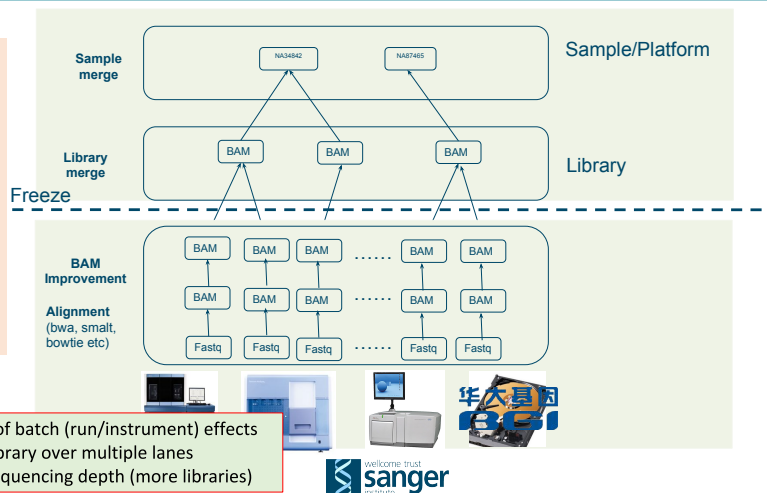 Sample/Platform
Sample
merge
NA34842
NA87465
Library
merge
BAM
BAM
BAM
Library
Freeze
BAM
Improvement
BAM
BAM
BAM
......
BAM
BAM
Alignment
(bwa, smalt,
bowtie etc)
BAM
BAM
BAM
......
BAM
BAM
Fastq
Fastq
Fastq
......
Fastq
Fastq
华大基因
BGI
of batch (run/instrument) effects
brary over multiple lanes
quencing depth (more libraries)
wellcome trust
sanger
institute